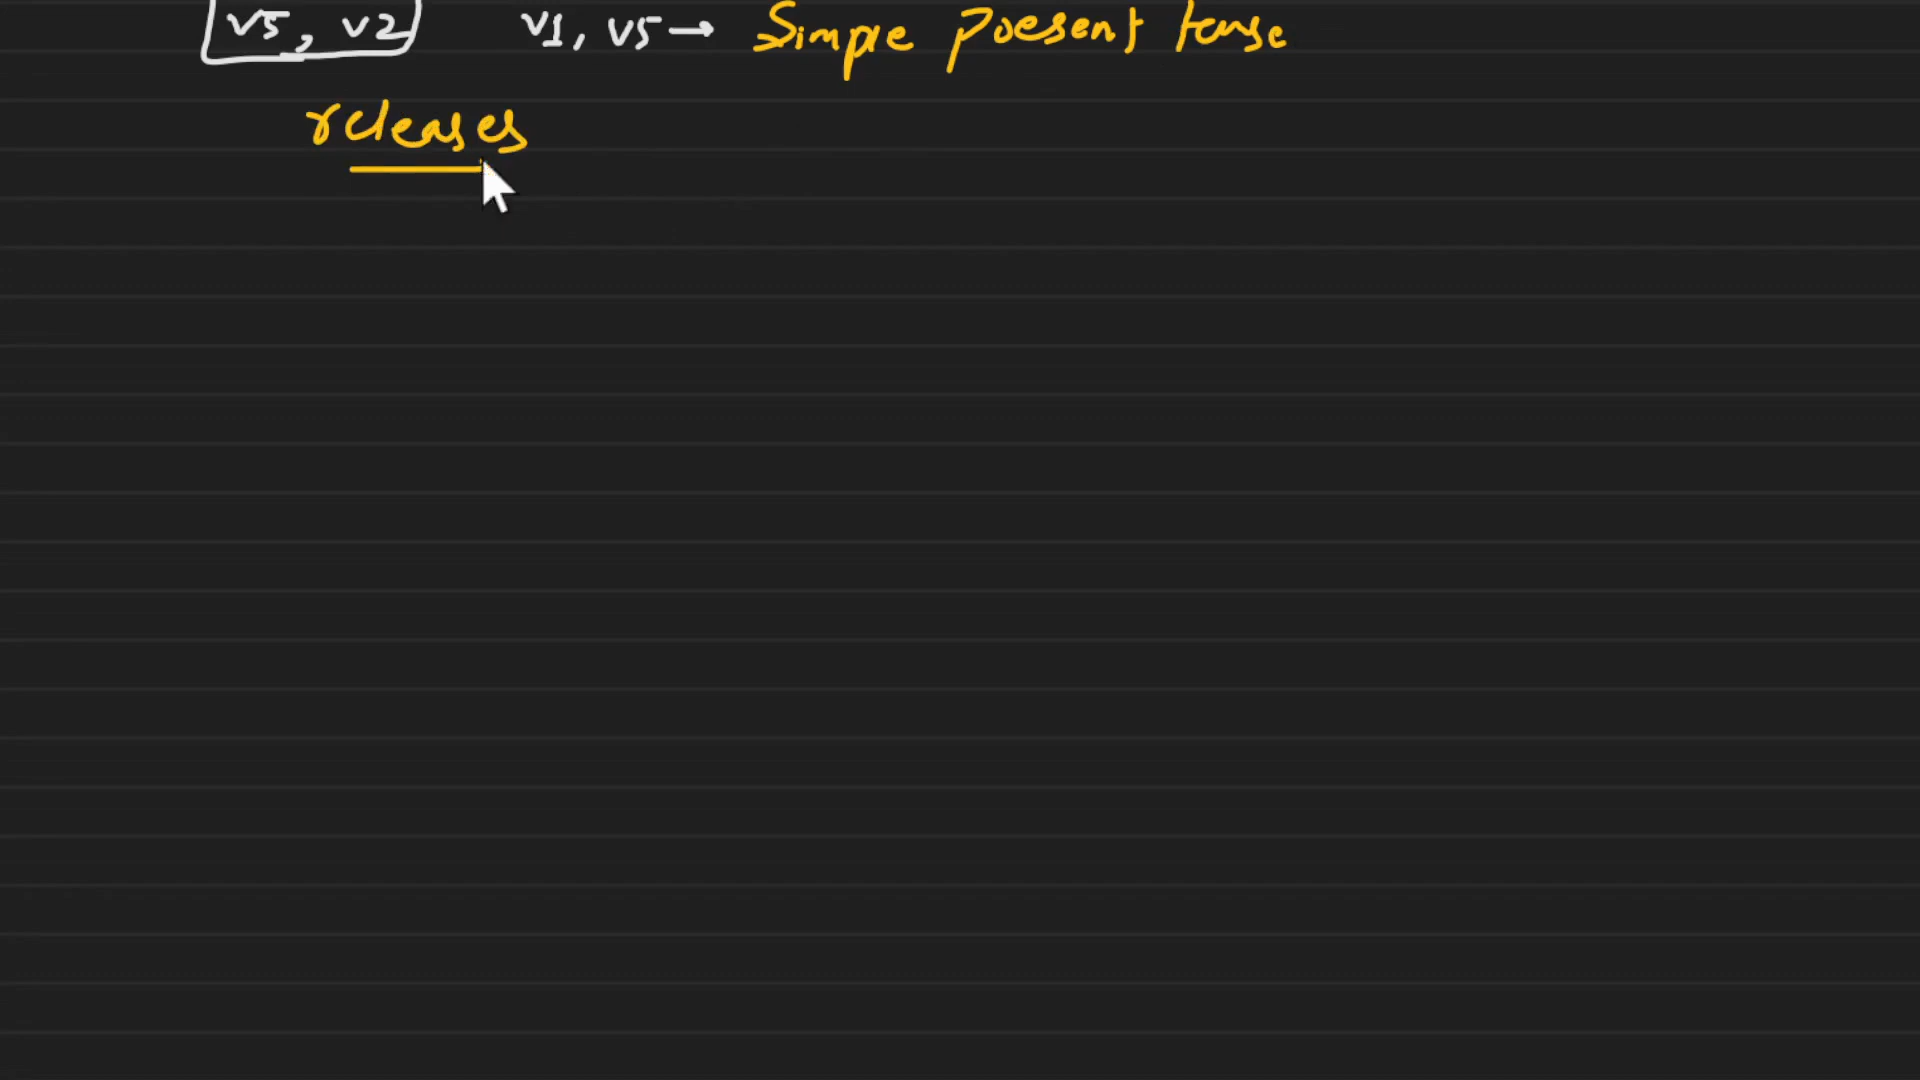 v5, v2 v1, v5→ Simple present tense
releases